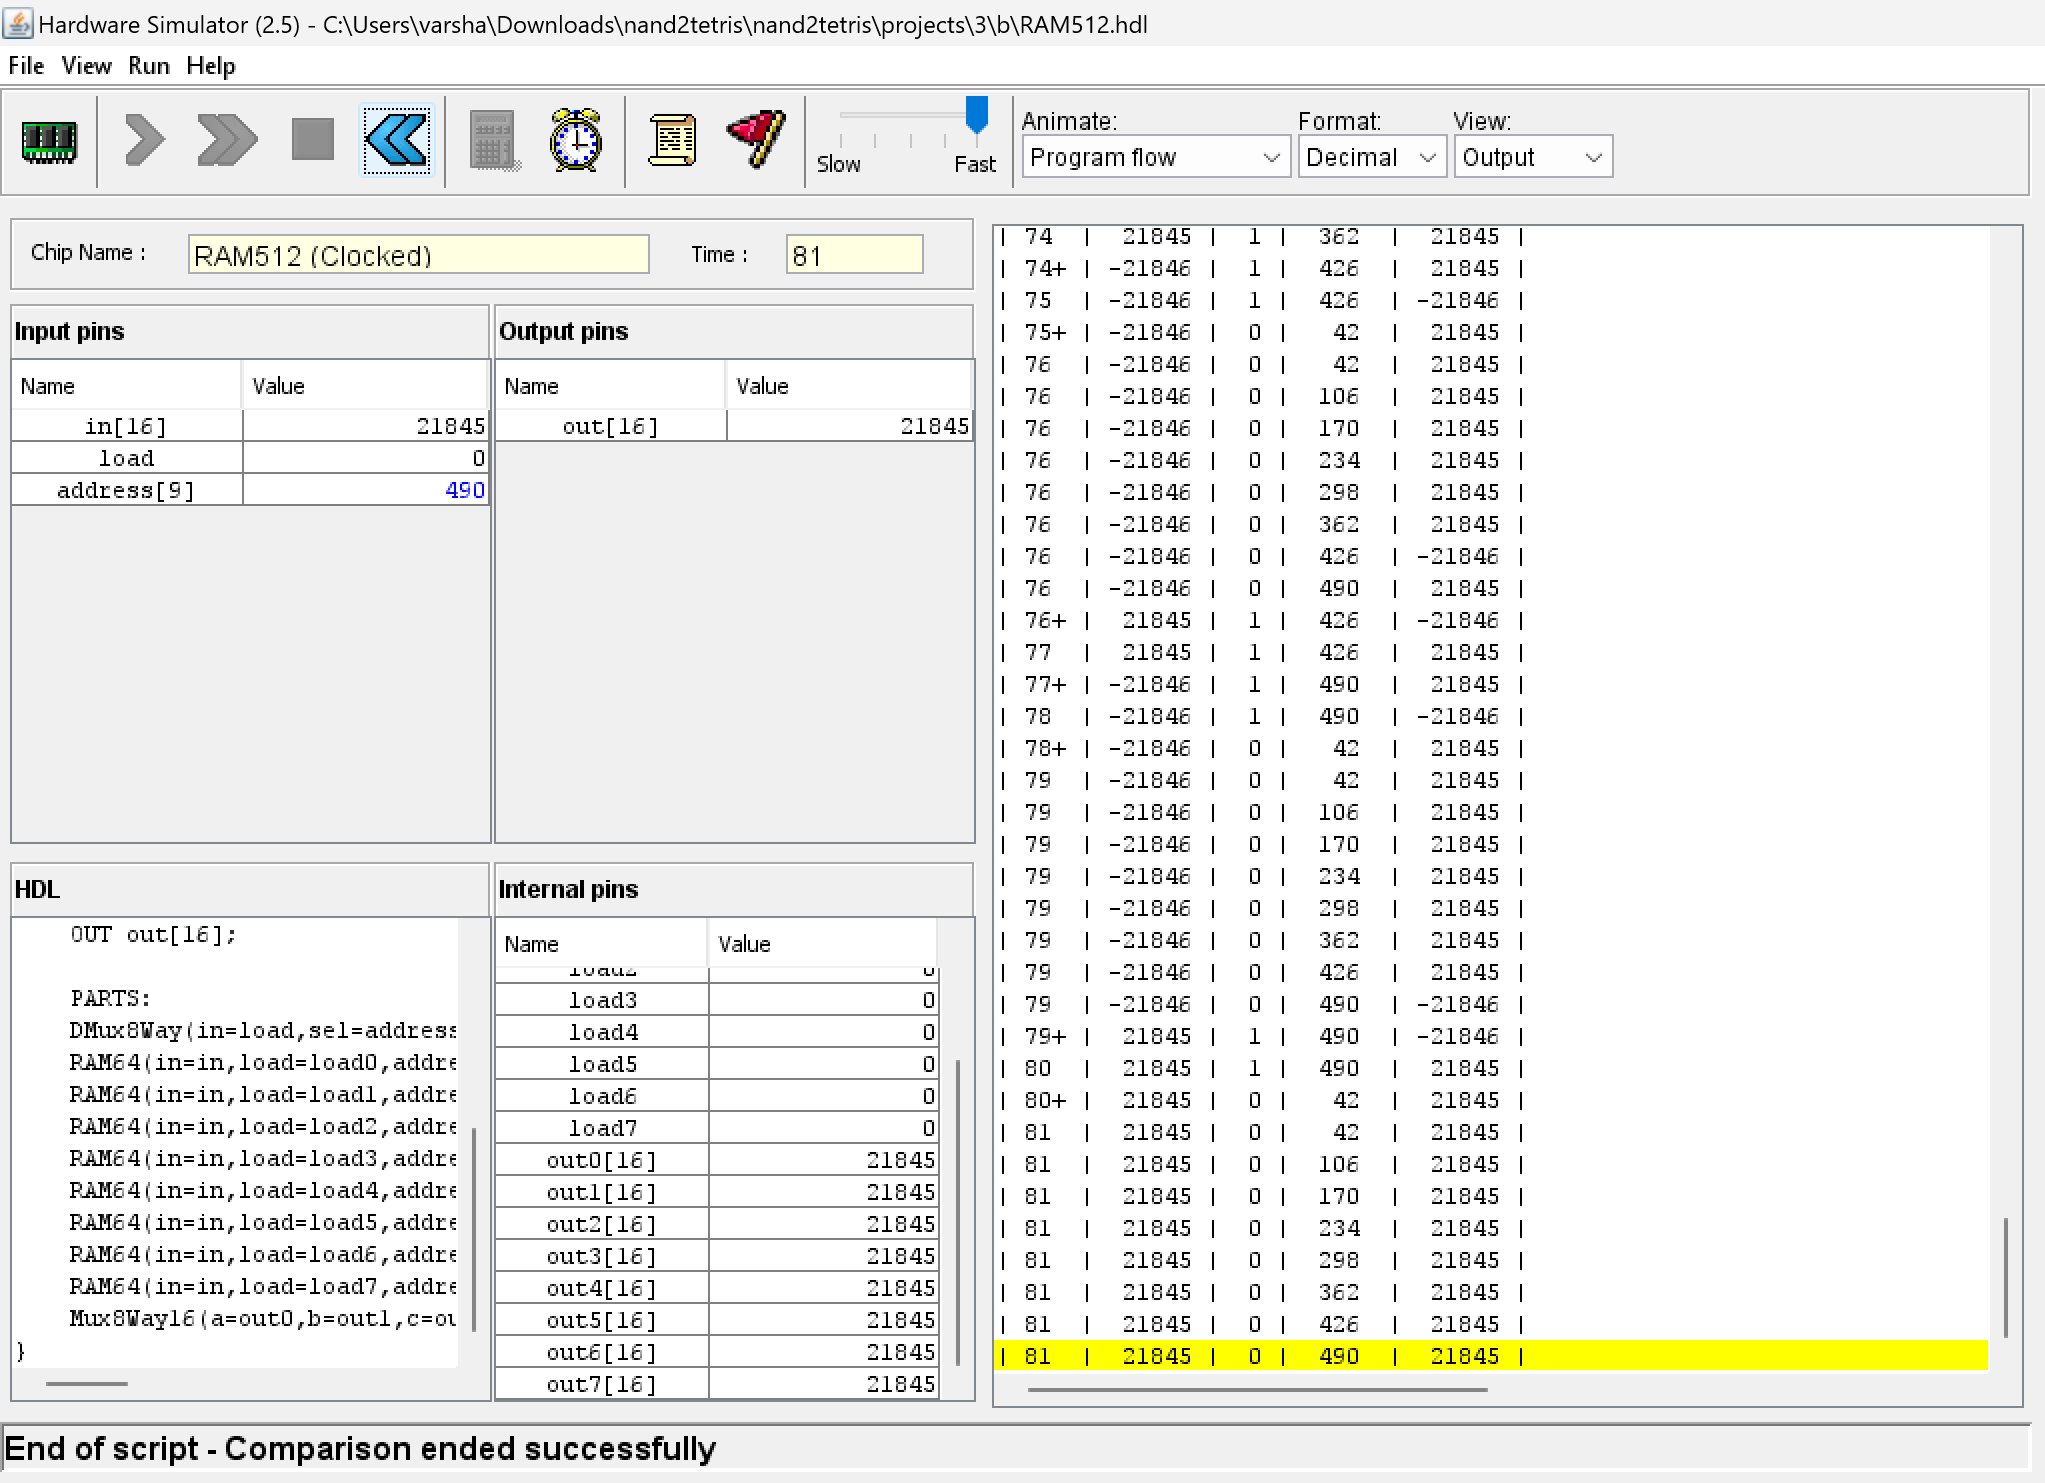 Hardware Simulator (2.5) - C:\Users\varsha\Downloads\nand2tetris\nand2tetris\projects\3\b\RAM512.hdl
File View Run Help
Slow Fast
Animate: Format: View:
Program flow Decimal Output
Chip Name : RAM512 (Clocked) Time : 81
Input pins
Name Value
in[16] 21845
load 0
address[9] 490
Output pins
Name Value
out[16] 21845
HDL
OUT out[16];
PARTS:
DMux8Way(in=load,sel=address
RAM64(in=in,load=load0,addre
RAM64(in=in,load=load1,addre
RAM64(in=in,load=load2,addre
RAM64(in=in,load=load3,addre
RAM64(in=in,load=load4,addre
RAM64(in=in,load=load5,addre
RAM64(in=in,load=load6,addre
RAM64(in=in,load=load7,addre
Mux8Way16(a=out0,b=out1,c=ou
}
Internal pins
Name Value
load2 0
load3 0
load4 0
load5 0
load6 0
load7 0
out0[16] 21845
out1[16] 21845
out2[16] 21845
out3[16] 21845
out4[16] 21845
out5[16] 21845
out6[16] 21845
out7[16] 21845
| 74 | 21845 | 1 | 362 | 21845 |
| 74+ | -21846 | 1 | 426 | 21845 |
| 75 | -21846 | 1 | 426 | -21846 |
| 75+ | -21846 | 0 | 42 | 21845 |
| 76 | -21846 | 0 | 42 | 21845 |
| 76 | -21846 | 0 | 106 | 21845 |
| 76 | -21846 | 0 | 170 | 21845 |
| 76 | -21846 | 0 | 234 | 21845 |
| 76 | -21846 | 0 | 298 | 21845 |
| 76 | -21846 | 0 | 362 | 21845 |
| 76 | -21846 | 0 | 426 | -21846 |
| 76 | -21846 | 0 | 490 | 21845 |
| 76+ | 21845 | 1 | 426 | -21846 |
| 77 | 21845 | 1 | 426 | 21845 |
| 77+ | -21846 | 1 | 490 | 21845 |
| 78 | -21846 | 1 | 490 | -21846 |
| 78+ | -21846 | 0 | 42 | 21845 |
| 79 | -21846 | 0 | 42 | 21845 |
| 79 | -21846 | 0 | 106 | 21845 |
| 79 | -21846 | 0 | 170 | 21845 |
| 79 | -21846 | 0 | 234 | 21845 |
| 79 | -21846 | 0 | 298 | 21845 |
| 79 | -21846 | 0 | 362 | 21845 |
| 79 | -21846 | 0 | 426 | 21845 |
| 79 | -21846 | 0 | 490 | -21846 |
| 79+ | 21845 | 1 | 490 | -21846 |
| 80 | 21845 | 1 | 490 | 21845 |
| 80+ | 21845 | 0 | 42 | 21845 |
| 81 | 21845 | 0 | 42 | 21845 |
| 81 | 21845 | 0 | 106 | 21845 |
| 81 | 21845 | 0 | 170 | 21845 |
| 81 | 21845 | 0 | 234 | 21845 |
| 81 | 21845 | 0 | 298 | 21845 |
| 81 | 21845 | 0 | 362 | 21845 |
| 81 | 21845 | 0 | 426 | 21845 |
| 81 | 21845 | 0 | 490 | 21845 |
End of script - Comparison ended successfully